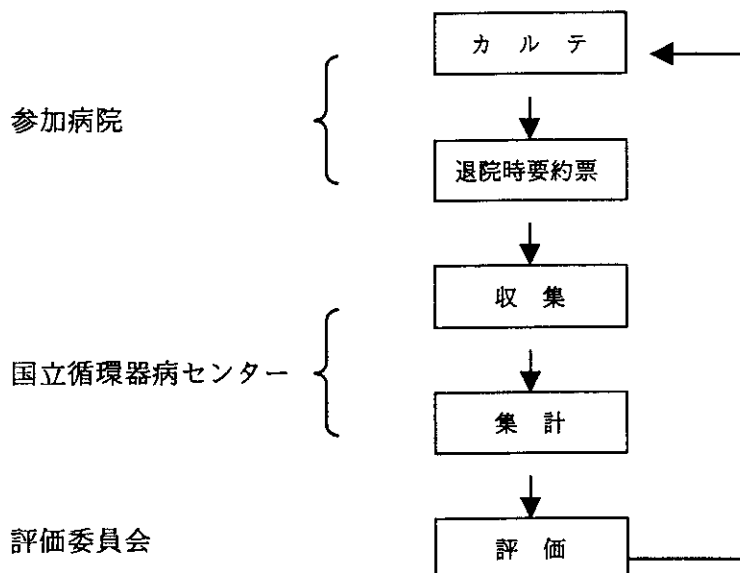 カ ル テ
参加病院
退院時要約票
収 集
国立循環器病センター
集 計
評価委員会
評 価